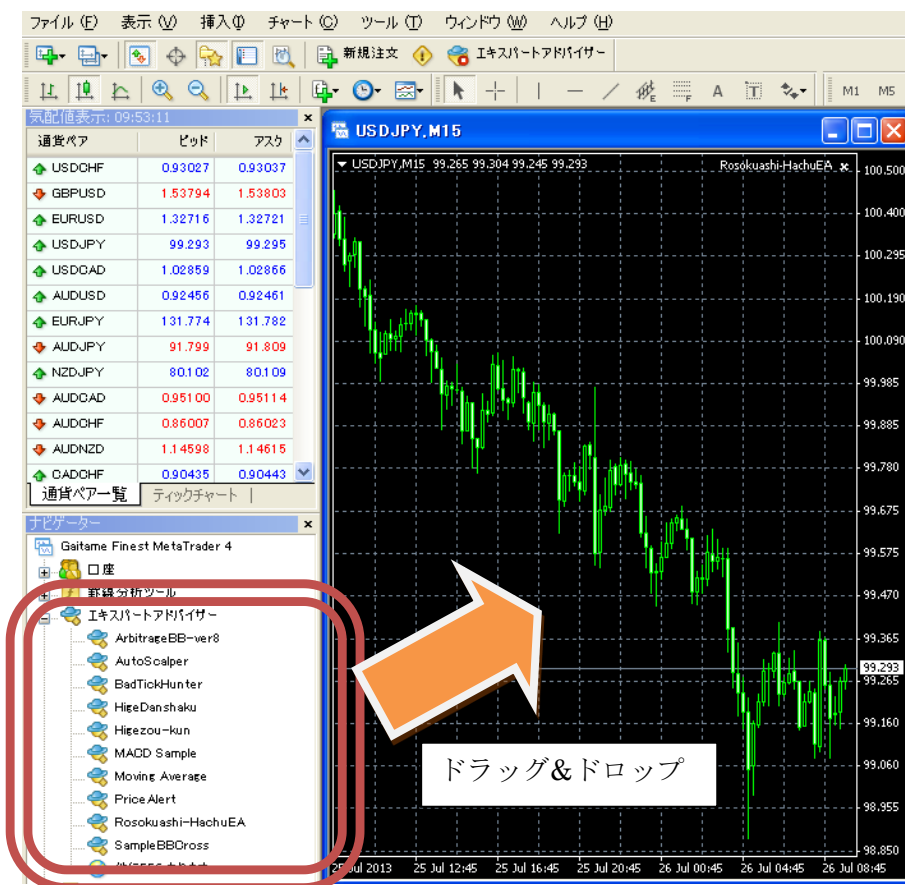 ファイル (F) 表示 (V) 挿入(I) チャート (C) ツール (T) ウィンドウ (W) ヘルプ (H)
新規注文 エキスパートアドバイザー
E F A T M1 M5
気配値表示: 09:53:11
通貨ペア ビッド アスク
USDCHF 0.93027 0.93037
GBPUSD 1.53794 1.53803
EURUSD 1.32716 1.32721
USDJPY 99.293 99.295
USDCAD 1.02859 1.02866
AUDUSD 0.92456 0.92461
EURJPY 131.774 131.782
AUDJPY 91.799 91.809
NZDJPY 80.102 80.109
AUDCAD 0.95100 0.95114
AUDCHF 0.86007 0.86023
AUDNZD 1.14598 1.14615
CADCHF 0.90435 0.90443
通貨ペア一覧 ティックチャート
ナビゲーター
Gaitame Finest MetaTrader 4
口座
罫線分析ツール
エキスパートアドバイザー
ArbitrageBB-ver8
AutoScalper
BadTickHunter
HigeDanshaku
Higezou-kun
MACD Sample
Moving Average
Price Alert
Rosokuashi-HachuEA
SampleBBCross
USDJPY,M15
USDJPY,M15 99.265 99.304 99.245 99.293 Rosokuashi-HachuEA
100.500
100.400
100.295
100.190
100.090
99.985
99.885
99.780
99.675
99.575
99.470
99.365
99.293
99.265
99.160
99.060
98.955
98.850
ドラッグ&ドロップ
25 Jul 2013 25 Jul 12:45 25 Jul 16:45 25 Jul 20:45 26 Jul 00:45 26 Jul 04:45 26 Jul 08:45